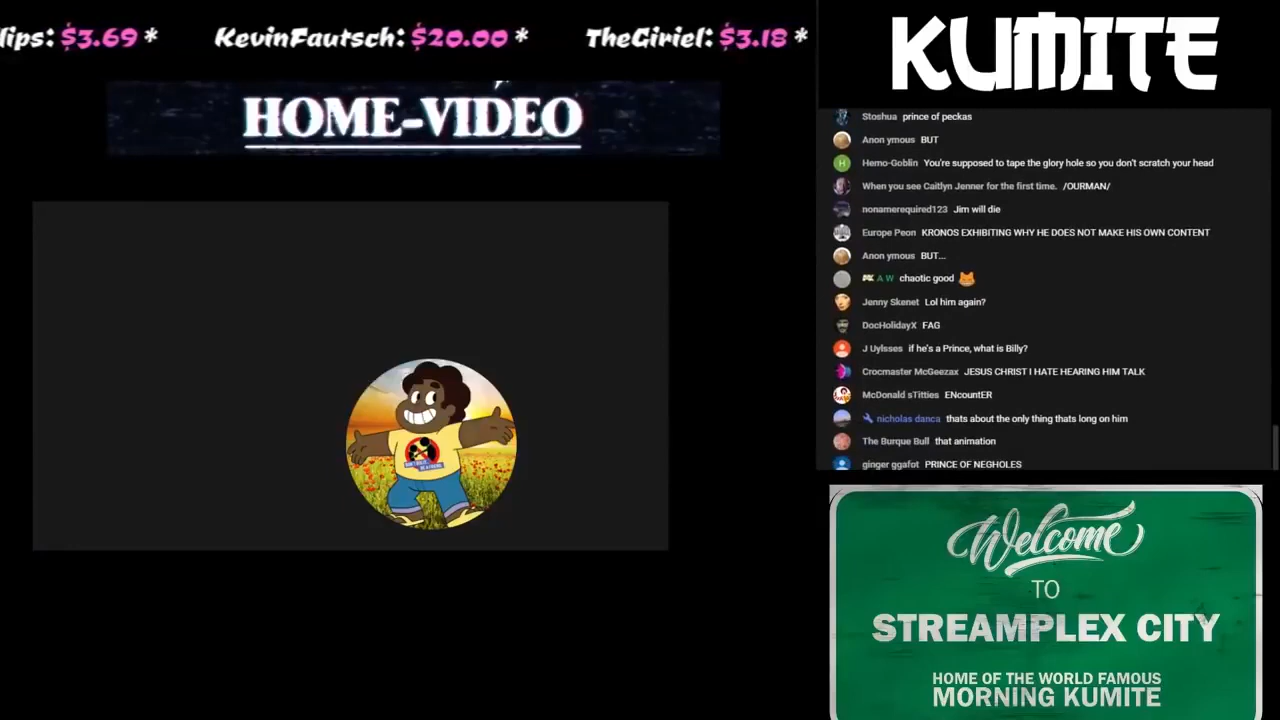 lips: $3.69 * KevinFautsch: $20.00 * TheGiriel: $3.18 *
KUMITE
HOME-VIDEO
Stoshua prince of peckas
Anon ymous BUT
H Hemo-Goblin You're supposed to tape the glory hole so you don't scratch your head
When you see Caitlyn Jenner for the first time. /OURMAN/
nonamerequired123 Jim will die
Europe Peon KRONOS EXHIBITING WHY HE DOES NOT MAKE HIS OWN CONTENT
Anon ymous BUT...
A W chaotic good
Jenny Skenet Lol him again?
DocHolidayX FAG
J Uylsses if he's a Prince, what is Billy?
Crocmaster McGeezax JESUS CHRIST I HATE HEARING HIM TALK
McDonald sTitties ENcountER
nicholas danca thats about the only thing thats long on him
The Burque Bull that animation
ginger ggafot PRINCE OF NEGHOLES
Welcome
TO
STREAMPLEX CITY
HOME OF THE WORLD FAMOUS
MORNING KUMITE